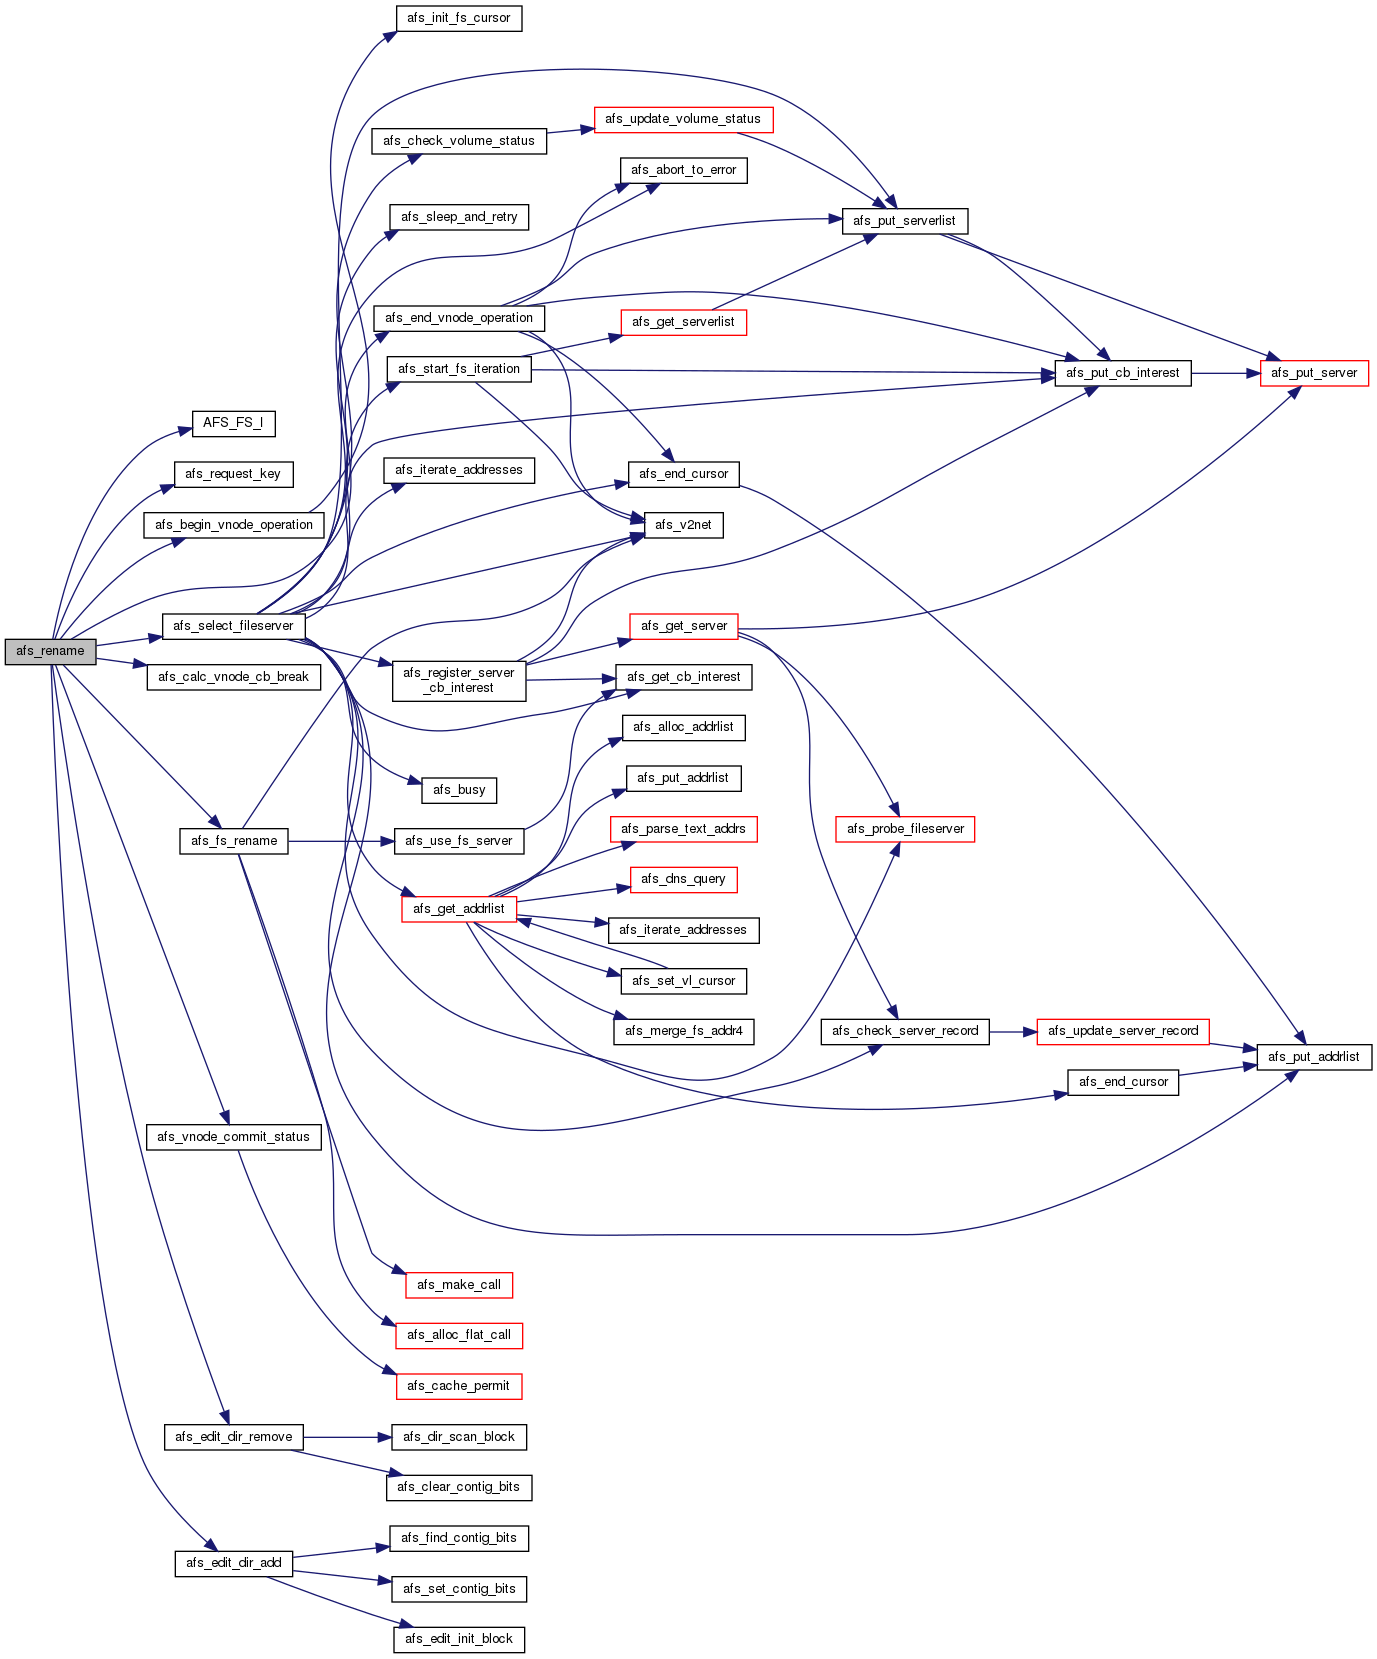 afs_init_fs_cursor
afs_update_volume_status
afs_check_volume_status
afs_abort_to_error
afs_sleep_and_retry
afs_put_serverlist
afs_end_vnode_operation
afs_get_serverlist
afs_start_fs_iteration
afs_put_cb_interest
afs_put_server
AFS_FS_I
afs_request_key
afs_iterate_addresses
afs_end_cursor
afs_begin_vnode_operation
afs_v2net
afs_select_fileserver
afs_get_server
afs_rename
afs_calc_vnode_cb_break
afs_register_server
_cb_interest
afs_get_cb_interest
afs_alloc_addrlist
afs_put_addrlist
afs_busy
afs_parse_text_addrs
afs_probe_fileserver
afs_fs_rename
afs_use_fs_server
afs_dns_query
afs_get_addrlist
afs_iterate_addresses
afs_set_vl_cursor
afs_merge_fs_addr4
afs_check_server_record
afs_update_server_record
afs_put_addrlist
afs_end_cursor
afs_vnode_commit_status
afs_make_call
afs_alloc_flat_call
afs_cache_permit
afs_edit_dir_remove
afs_dir_scan_block
afs_clear_contig_bits
afs_find_contig_bits
afs_edit_dir_add
afs_set_contig_bits
afs_edit_init_block